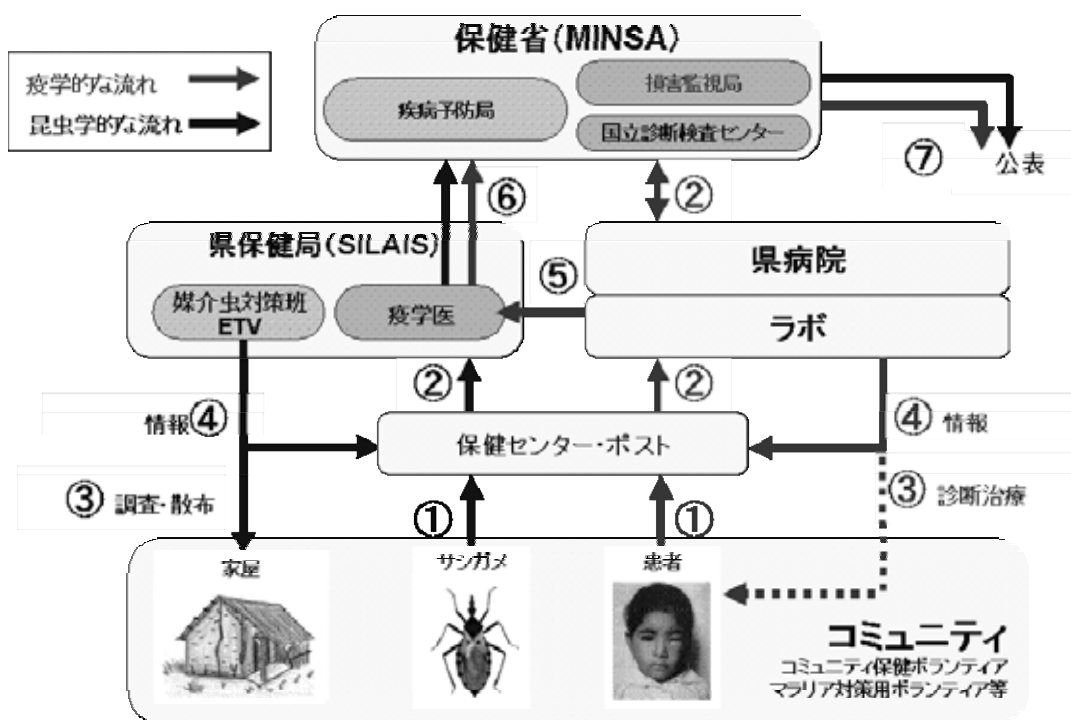 保健省(MINSA)
疫学的な流れ
昆虫学的な流れ
疾病予防局
損害監視局
国立診断検査センター
⑦
公表
⑥
②
県保健局(SILAIS)
媒介虫対策班
ETV
疫学医
⑤
県病院
ラボ
②
②
情報④
④ 情報
保健センター・ポスト
③ 調査・散布
③ 診断治療
①
①
家屋
サシガメ
患者
コミュニティ
コミュニティ保健ボランティア
マラリア対策用ボランティア等